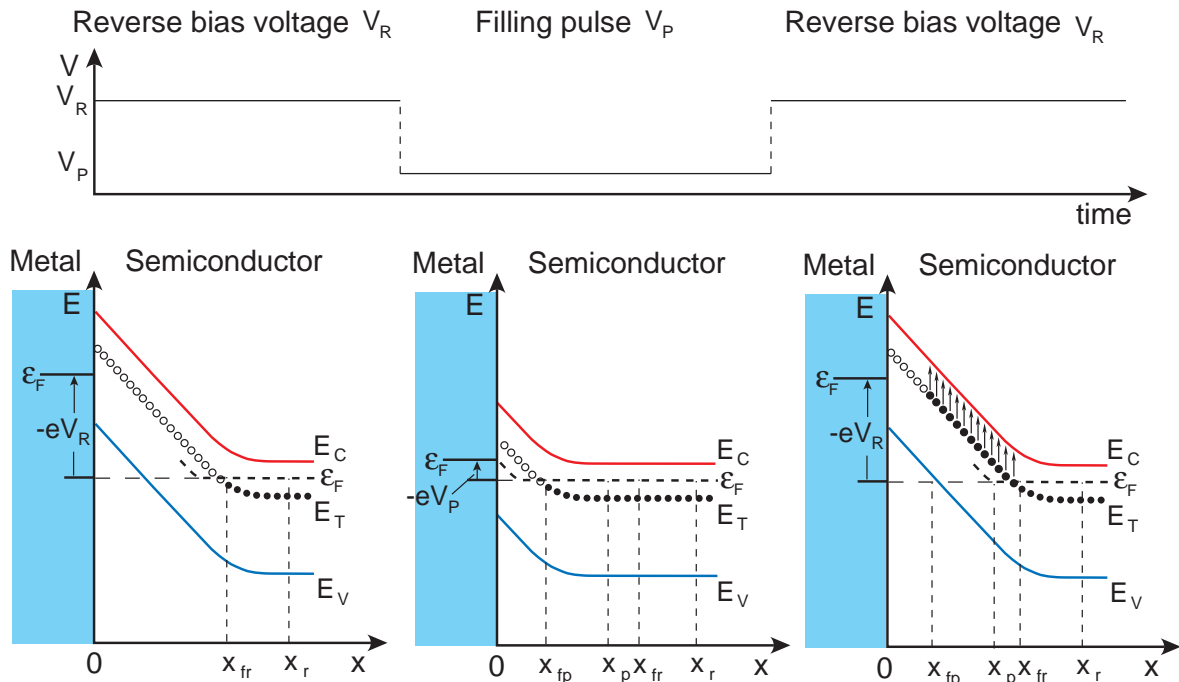 Reverse bias voltage V_R
Filling pulse V_P
Reverse bias voltage V_R
V
V_R
V_P
time
Metal Semiconductor
E
ε_F
-eV_R
E_C
ε_F
E_T
E_V
0 x_fr x_r x
Metal Semiconductor
E
ε_F
-eV_P
E_C
ε_F
E_T
E_V
0 x_fp x_p x_fr x_r x
Metal Semiconductor
E
ε_F
-eV_R
E_C
ε_F
E_T
E_V
0 x_fp x_p x_fr x_r x